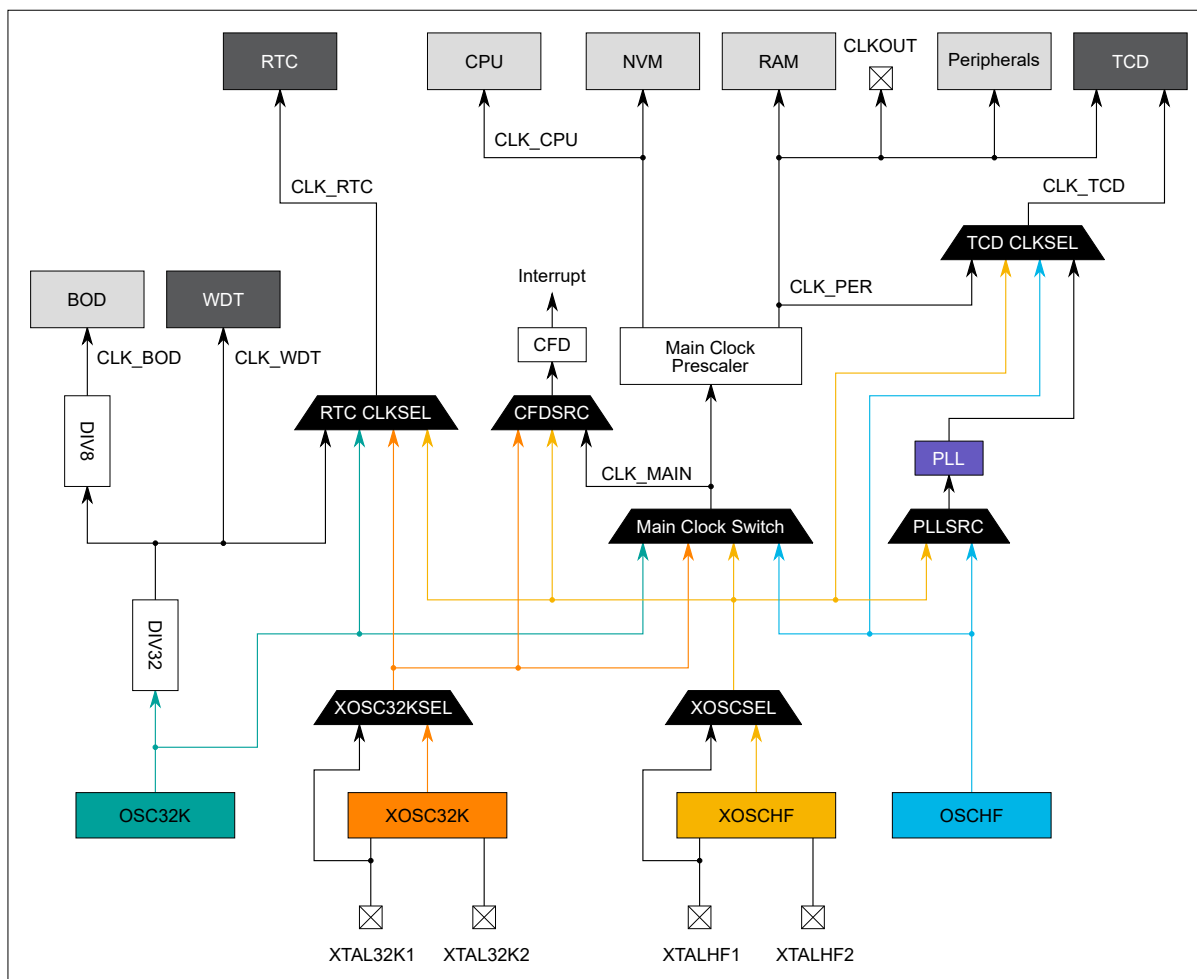 CLKOUT
RTC
CPU
NVM
RAM
Peripherals
TCD
CLK_CPU
CLK_RTC
CLK_TCD
TCD CLKSEL
Interrupt
BOD
WDT
CLK_PER
CFD
Main Clock
Prescaler
CLK_BOD
CLK_WDT
RTC CLKSEL
CFDSRC
DIV8
PLL
CLK_MAIN
Main Clock Switch
PLLSRC
DIV32
XOSC32KSEL
XOSCSEL
OSC32K
XOSC32K
XOSCHF
OSCHF
XTAL32K1
XTAL32K2
XTALHF1
XTALHF2